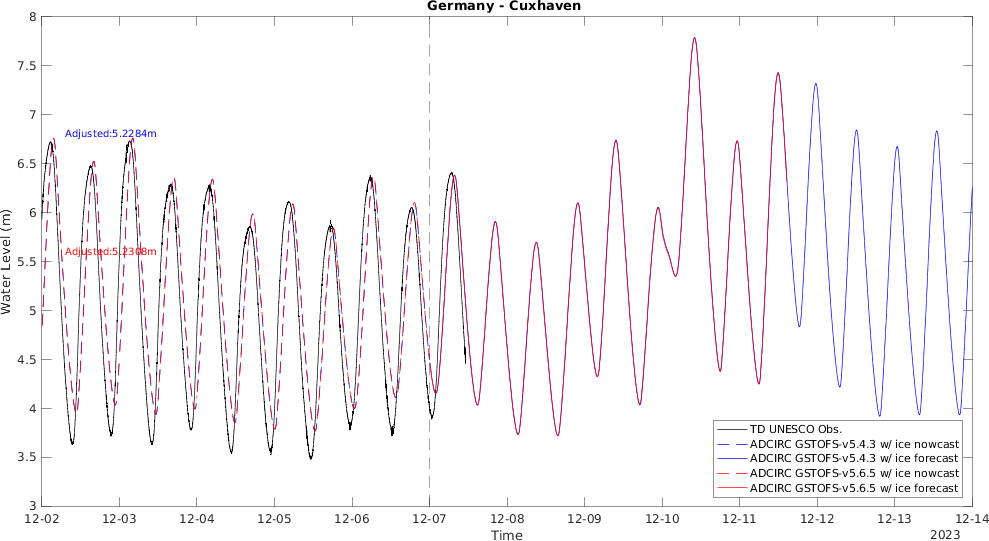 Germany - Cuxhaven
8
7.5
7
6.5
6
5.5
5
4.5
4
3.5
3
Water Level (m)
Adjusted:5.2284m
Adjusted:5.2308m
TD UNESCO Obs.
ADCIRC GSTOFS-v5.4.3 w/ ice nowcast
ADCIRC GSTOFS-v5.4.3 w/ ice forecast
ADCIRC GSTOFS-v5.6.5 w/ ice nowcast
ADCIRC GSTOFS-v5.6.5 w/ ice forecast
12-02 12-03 12-04 12-05 12-06 12-07 12-08 12-09 12-10 12-11 12-12 12-13 12-14
Time
2023